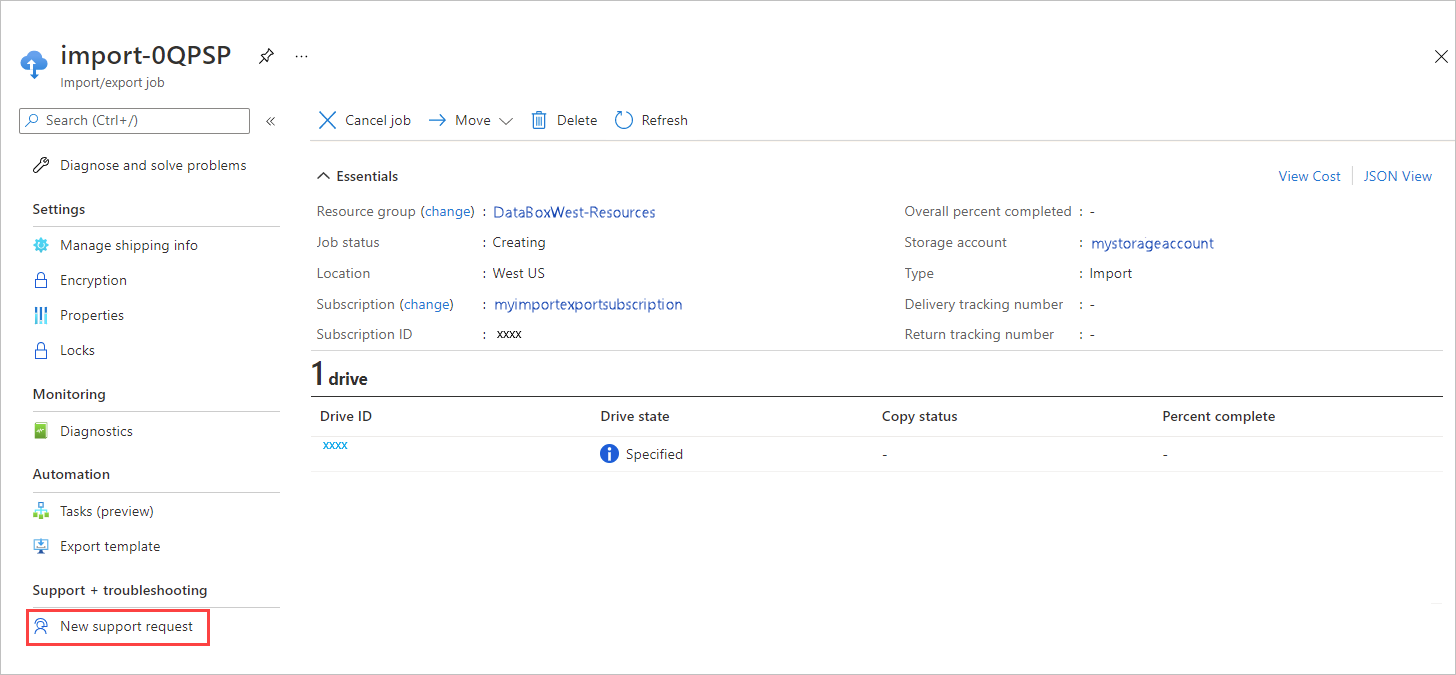 import-0QPSP
...
Import/export job
Search (Ctrl+/)
«
Diagnose and solve problems
Settings
Manage shipping info
Encryption
Properties
Locks
Monitoring
Diagnostics
Automation
Tasks (preview)
Export template
Support + troubleshooting
New support request
Cancel job Move Delete Refresh
Essentials View Cost JSON View
Resource group (change) : DataBoxWest-Resources
Job status : Creating
Location : West US
Subscription (change) : myimportexportsubscription
Subscription ID : xxxx
Overall percent completed : -
Storage account : mystorageaccount
Type : Import
Delivery tracking number : -
Return tracking number : -
1 drive
Drive ID Drive state Copy status Percent complete
xxxx Specified - -